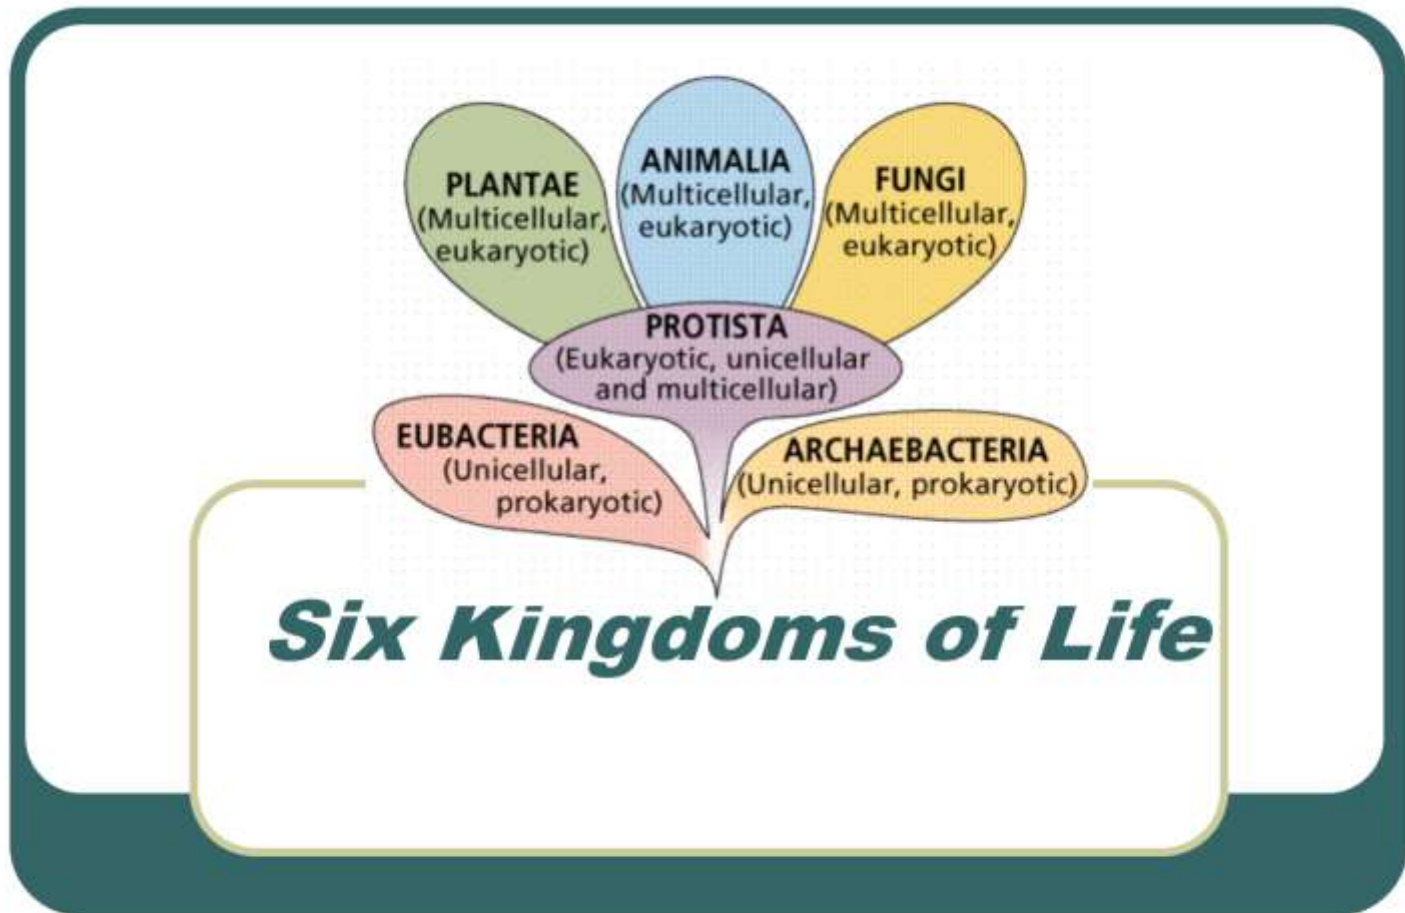 PLANTAE
(Multicellular,
eukaryotic)
ANIMALIA
(Multicellular,
eukaryotic)
FUNGI
(Multicellular,
eukaryotic)
PROTISTA
(Eukaryotic, unicellular
and multicellular)
EUBACTERIA
(Unicellular,
prokaryotic)
ARCHAEBACTERIA
(Unicellular, prokaryotic)
Six Kingdoms of Life